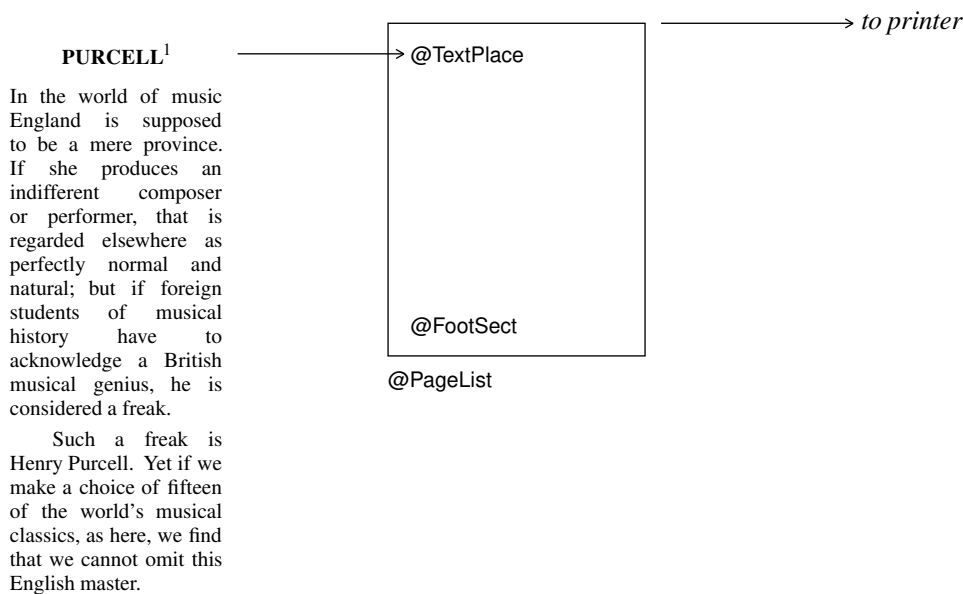 PURCELL1
In the world of music
England is supposed
to be a mere province.
If she produces an
indifferent composer
or performer, that is
regarded elsewhere as
perfectly normal and
natural; but if foreign
students of musical
history have to
acknowledge a British
musical genius, he is
considered a freak.
Such a freak is
Henry Purcell. Yet if we
make a choice of fifteen
of the world's musical
classics, as here, we find
that we cannot omit this
English master.
@TextPlace
@FootSect
@PageList
to printer